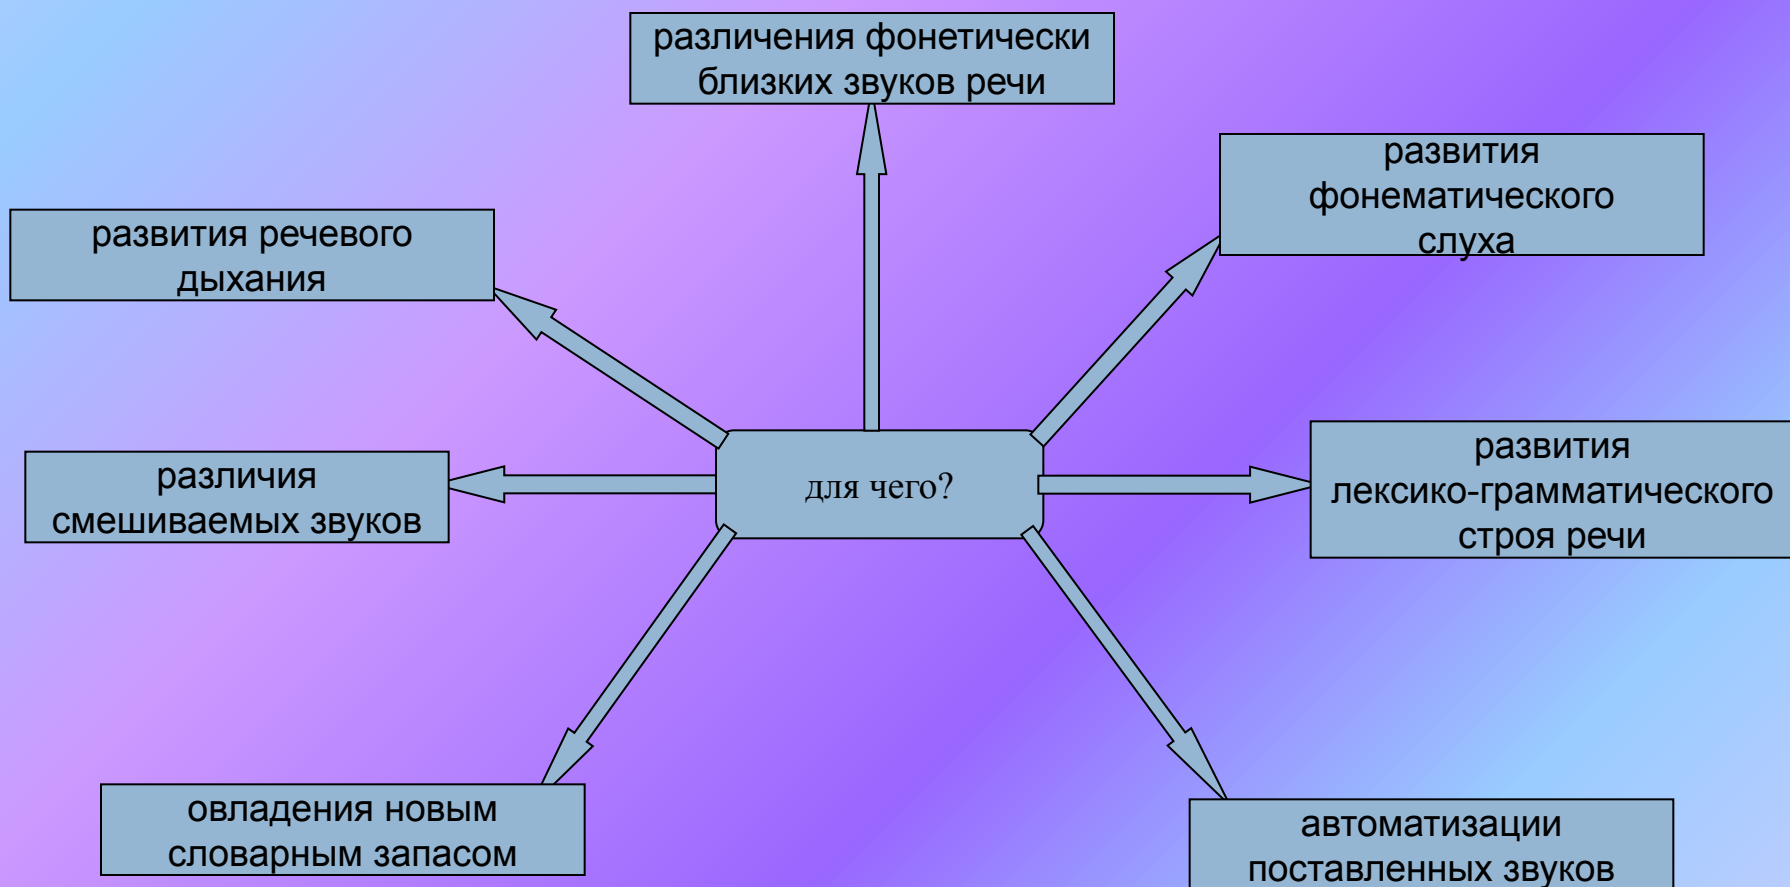 различения фонетически
близких звуков речи
развития
фонематического
слуха
развития речевого
дыхания
различия
смешиваемых звуков
для чего?
развития
лексико-грамматического
строя речи
овладения новым
словарным запасом
автоматизации
поставленных звуков